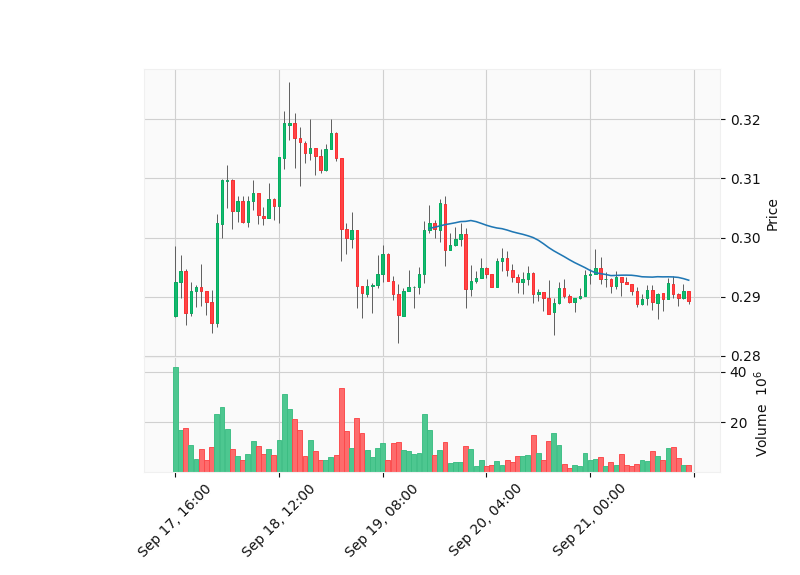 0.32
0.31
0.30
0.29
0.28
Price
40
20
Volume 10^6
Sep 17, 16:00
Sep 18, 12:00
Sep 19, 08:00
Sep 20, 04:00
Sep 21, 00:00